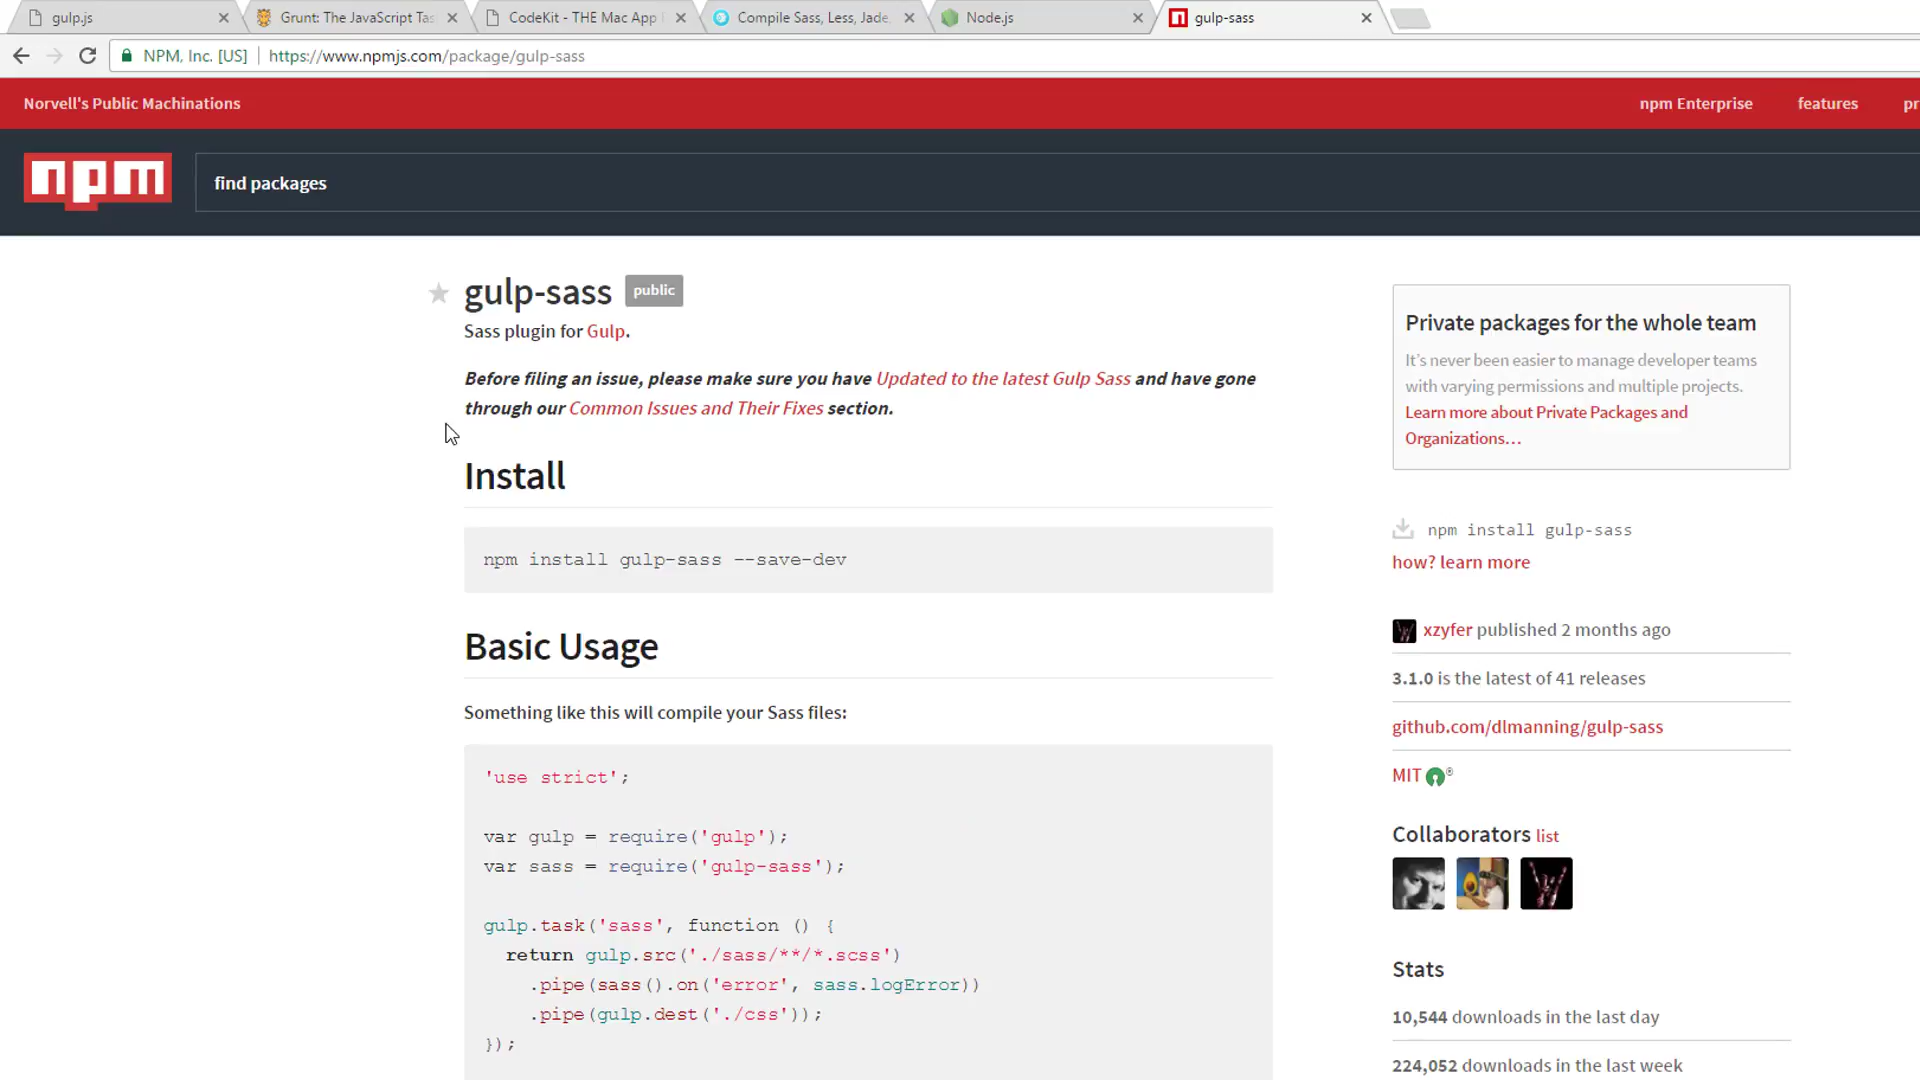 gulp.js
Grunt: The JavaScript Tas
CodeKit - THE Mac App
Compile Sass, Less, Jade,
Node.js
gulp-sass
NPM, Inc. [US]
https://www.npmjs.com/package/gulp-sass
Norvell's Public Machinations
npm Enterprise
features
pr
npm
find packages
gulp-sass
public
Sass plugin for Gulp.
Before filing an issue, please make sure you have Updated to the latest Gulp Sass and have gone
through our Common Issues and Their Fixes section.
Install
npm install gulp-sass --save-dev
Basic Usage
Something like this will compile your Sass files:
'use strict';
var gulp = require('gulp');
var sass = require('gulp-sass');
gulp.task('sass', function () {
return gulp.src('./sass/**/*.scss')
.pipe(sass().on('error', sass.logError))
.pipe(gulp.dest('./css'));
});
Private packages for the whole team
It's never been easier to manage developer teams
with varying permissions and multiple projects.
Learn more about Private Packages and
Organizations…
npm install gulp-sass
how? learn more
xzyfer published 2 months ago
3.1.0 is the latest of 41 releases
github.com/dlmanning/gulp-sass
MIT ®
Collaborators list
Stats
10,544 downloads in the last day
224,052 downloads in the last week